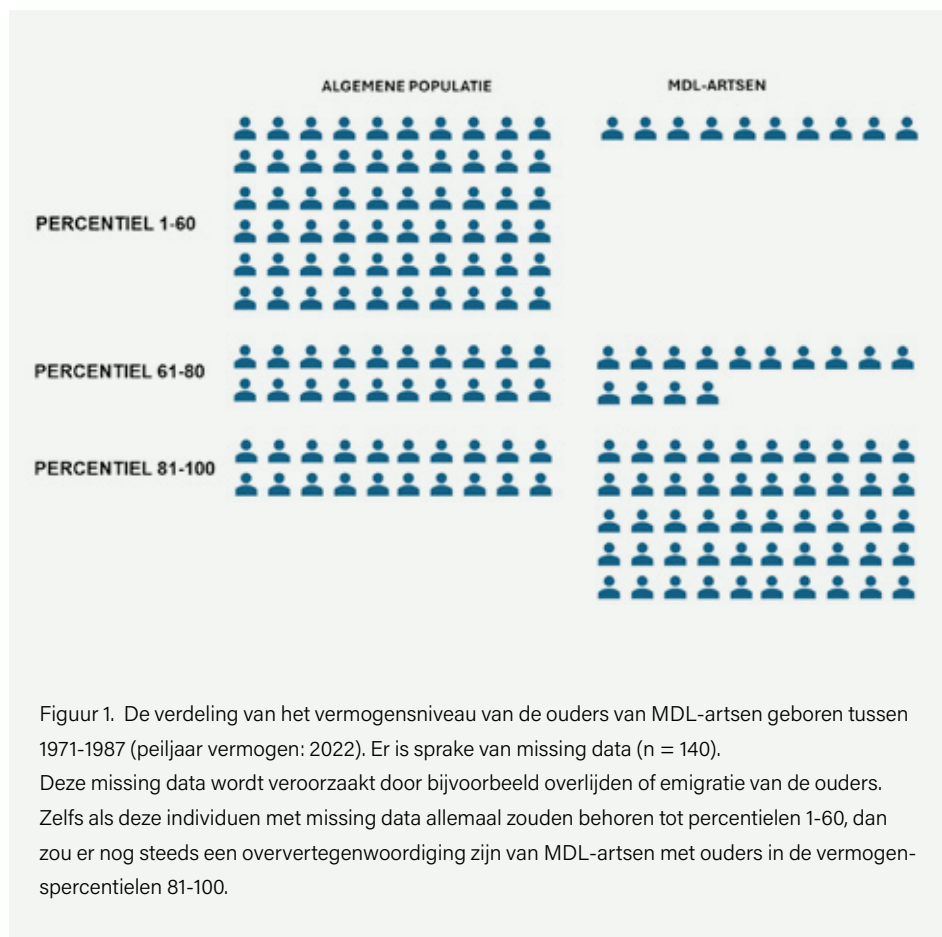 ALGEMENE POPULATIE
MDL-ARTSEN
PERCENTIEL 1-60
PERCENTIEL 61-80
PERCENTIEL 81-100
Figuur 1.  De verdeling van het vermogensniveau van de ouders van MDL-artsen geboren tussen
1971-1987 (peiljaar vermogen: 2022). Er is sprake van missing data (n = 140).
Deze missing data wordt veroorzaakt door bijvoorbeeld overlijden of emigratie van de ouders.
Zelfs als deze individuen met missing data allemaal zouden behoren tot percentielen 1-60, dan
zou er nog steeds een oververtegenwoordiging zijn van MDL-artsen met ouders in de vermogen-
spercentielen 81-100.